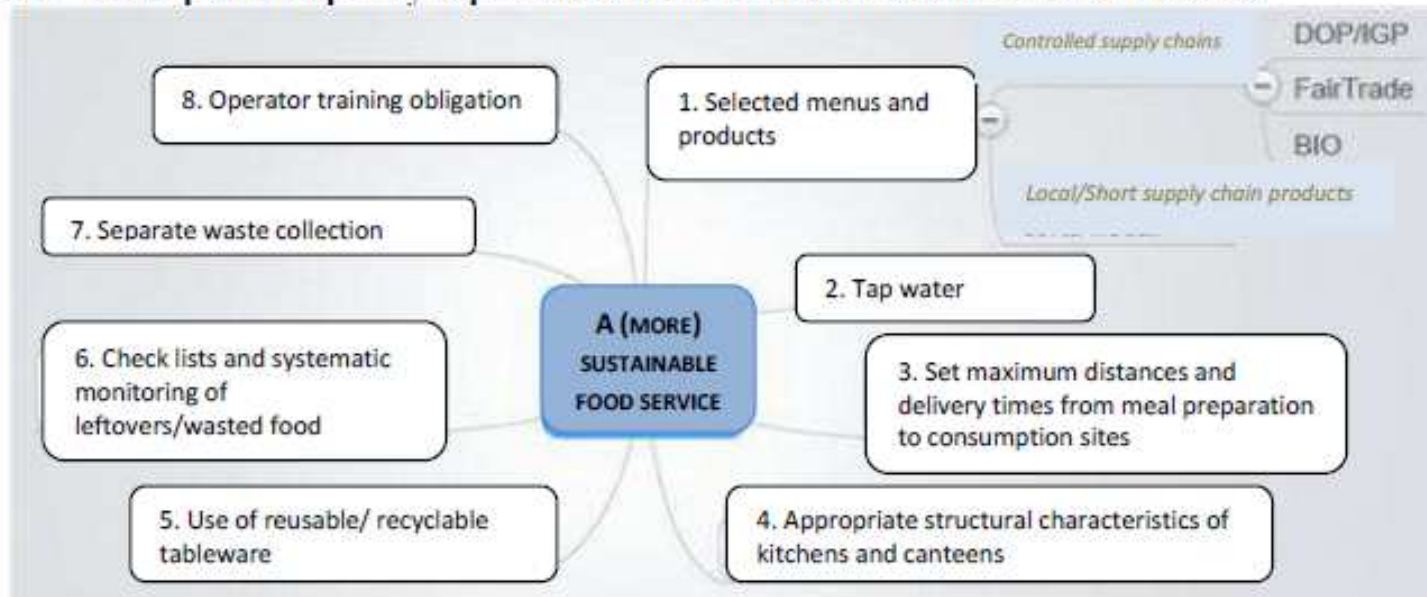 8. Operator training obligation
1. Selected menus and
products
Controlled supply chains
DOP/IGP
FairTrade
BIO
Local/Short supply chain products
7. Separate waste collection
2. Tap water
A (MORE)
SUSTAINABLE
FOOD SERVICE
6. Check lists and systematic
monitoring of
leftovers/wasted food
3. Set maximum distances and
delivery times from meal preparation
to consumption sites
5. Use of reusable/ recyclable
tableware
4. Appropriate structural characteristics of
kitchens and canteens